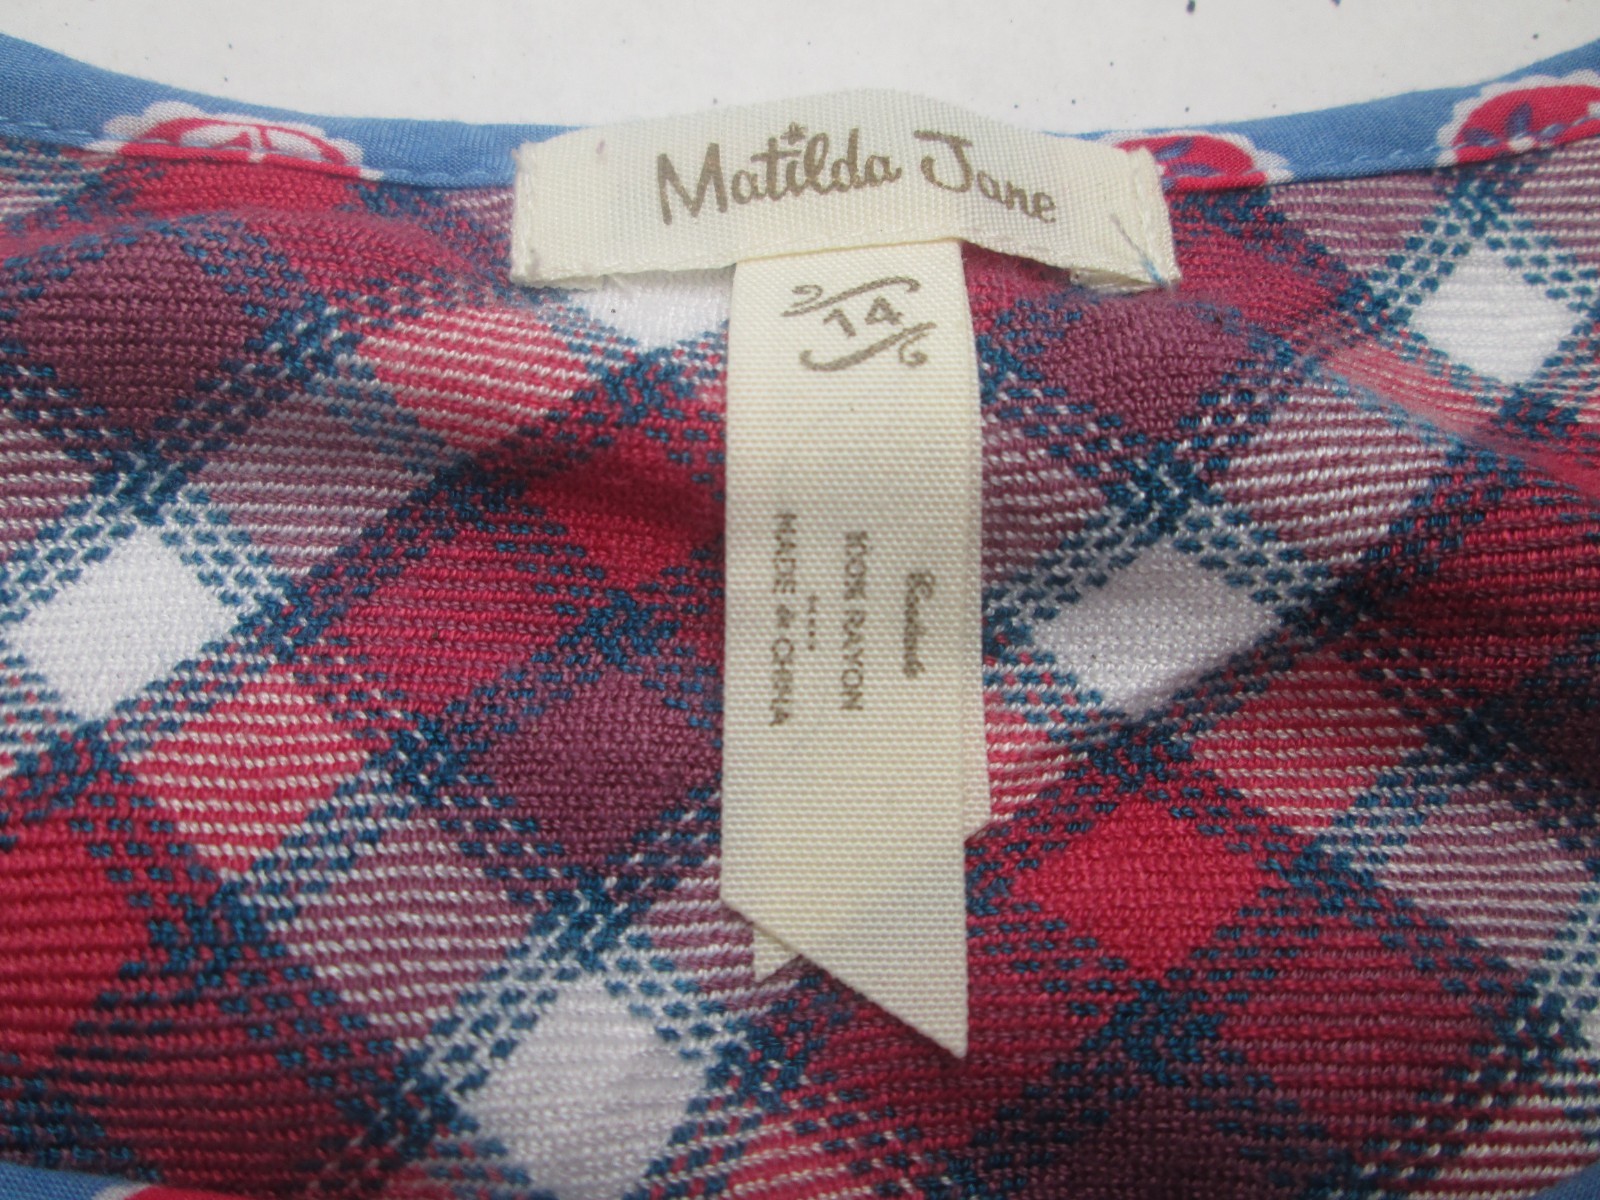 Matilda Jane
14
100% RAYON
MADE in CHINA